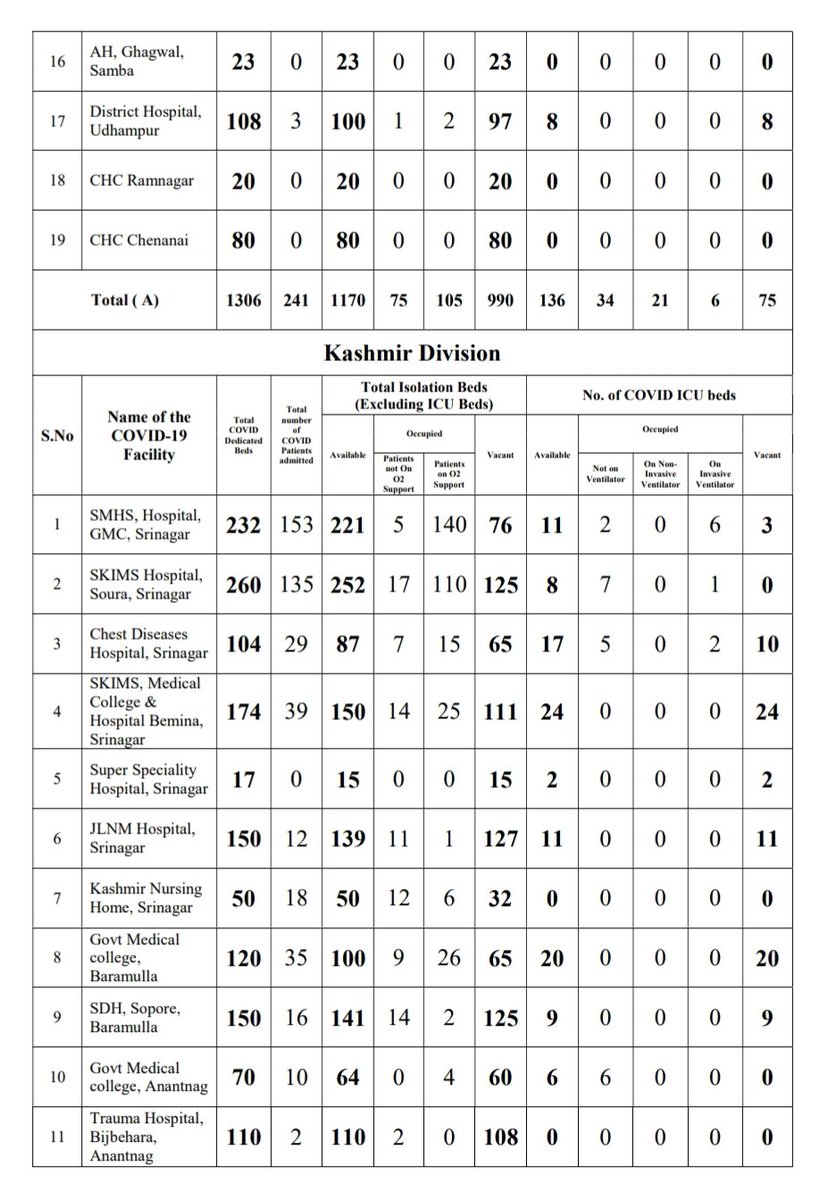 16 AH, Ghagwal, Samba 23 0 23 0 0 23 0 0 0 0 0
17 District Hospital, Udhampur 108 3 100 1 2 97 8 0 0 0 8
18 CHC Ramnagar 20 0 20 0 0 20 0 0 0 0 0
19 CHC Chenanai 80 0 80 0 0 80 0 0 0 0 0
Total ( A) 1306 241 1170 75 105 990 136 34 21 6 75
Kashmir Division
S.No
Name of the COVID-19 Facility
Total COVID Dedicated Beds
Total number of COVID Patients admitted
Total Isolation Beds (Excluding ICU Beds)
Available
Occupied
Patients not On O2 Support
Patients on O2 Support
Vacant
No. of COVID ICU beds
Available
Occupied
Not on Ventilator
On Non-Invasive Ventilator
On Invasive Ventilator
Vacant
1 SMHS, Hospital, GMC, Srinagar 232 153 221 5 140 76 11 2 0 6 3
2 SKIMS Hospital, Soura, Srinagar 260 135 252 17 110 125 8 7 0 1 0
3 Chest Diseases Hospital, Srinagar 104 29 87 7 15 65 17 5 0 2 10
4 SKIMS, Medical College & Hospital Bemina, Srinagar 174 39 150 14 25 111 24 0 0 0 24
5 Super Speciality Hospital, Srinagar 17 0 15 0 0 15 2 0 0 0 2
6 JLNM Hospital, Srinagar 150 12 139 11 1 127 11 0 0 0 11
7 Kashmir Nursing Home, Srinagar 50 18 50 12 6 32 0 0 0 0 0
8 Govt Medical college, Baramulla 120 35 100 9 26 65 20 0 0 0 20
9 SDH, Sopore, Baramulla 150 16 141 14 2 125 9 0 0 0 9
10 Govt Medical college, Anantnag 70 10 64 0 4 60 6 6 0 0 0
11 Trauma Hospital, Bijbehara, Anantnag 110 2 110 2 0 108 0 0 0 0 0